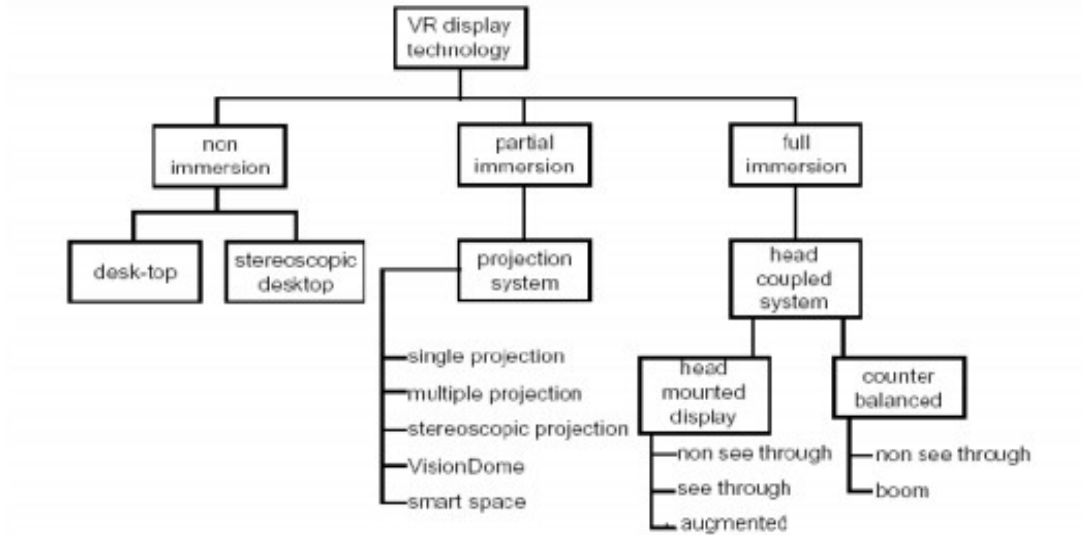 VR display
technology
non
immersion
partial
immersion
full
immersion
desk-top
stereoscopic
desktop
projection
system
head
coupled
system
single projection
multiple projection
stereoscopic projection
VisionDome
smart space
head
mounted
display
counter
balanced
non see through
see through
augmented
non see through
boom